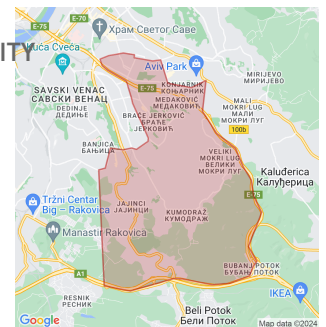 E-70
E-75
Храм Светог Саве
ITY
Kuća Cveća
Aviv Park
KONJARNIK
КОЊАРНИК
MEDAKOVIĆ
МЕДАКОВИЋ
MIRIJEVO
МИРИЈЕВО
SAVSKI VENAC
САВСКИ ВЕНАЦ
DEDINJE
ДЕДИЊЕ
BRAĆE JERKOVIĆ
БРАЋЕ
ЈЕРКОВИЋ
MALI
MOKRI LUG
МАЛИ
МОКРИ ЛУГ
100b
BANJICA
БАЊИЦА
VELIKI
MOKRI LUG
ВЕЛИКИ
МОКРИ ЛУГ
Kaluđerica
Калуђерица
E-75
Tržni Centar
Big – Rakovica
JAJINCI
ЈАЈИНЦИ
KUMODRAŽ
КУМОДРАЖ
Manastir Rakovica
BUBANJ POTOK
БУБАЊ ПОТОК
A1
E-75
IKEA
RESNIK
РЕСНИК
Beli Potok
Бели Поток
Google
Map data ©2024